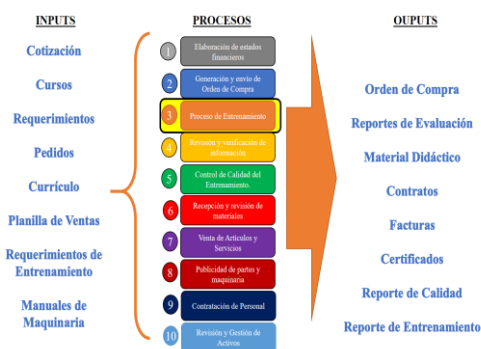 INPUTS
Cotización
Cursos
Requerimientos
Pedidos
Currículo
Planilla de Ventas
Requerimientos de
Entrenamiento
Manuales de
Maquinaria
PROCESOS
1 Elaboración de estados
financieros
2 Generación y envío de
Orden de Compra
3 Proceso de Entrenamiento
4 Revisión y verificación de
información
5 Control de Calidad del
Entrenamiento
6 Recepción y revisión de
materiales
7 Venta de Artículos y
Servicios
8 Publicidad de partes y
maquinaria
9 Contratación de Personal
10 Revisión y Gestión de
Activos
OUPUTS
Orden de Compra
Reportes de Evaluación
Material Didáctico
Contratos
Facturas
Certificados
Reporte de Calidad
Reporte de Entrenamiento